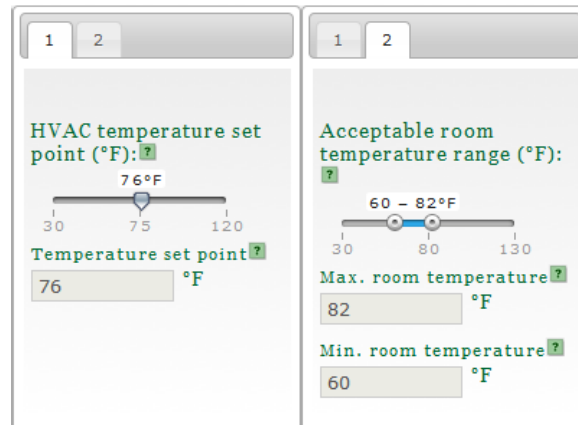 1 2
HVAC temperature set
point (°F): ?
76°F
30 75 120
Temperature set point ?
76 °F
1 2
Acceptable room
temperature range (°F):
?
60 – 82°F
30 80 130
Max. room temperature ?
82 °F
Min. room temperature ?
60 °F